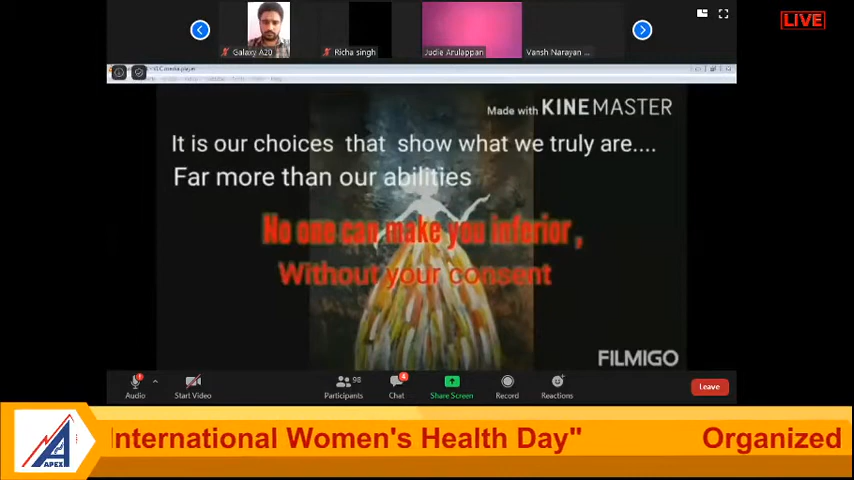 LIVE
Galaxy A20
Richa singh
Judie Arulappan
Vansh Narayan ...
Made with KINEMASTER
It is our choices that show what we truly are....
Far more than our abilities
No one can make you inferior ,
Without your consent
FILMIGO
98
4
Audio
Start Video
Participants
Chat
Share Screen
Record
Reactions
Leave
APEX
International Women's Health Day"
Organized